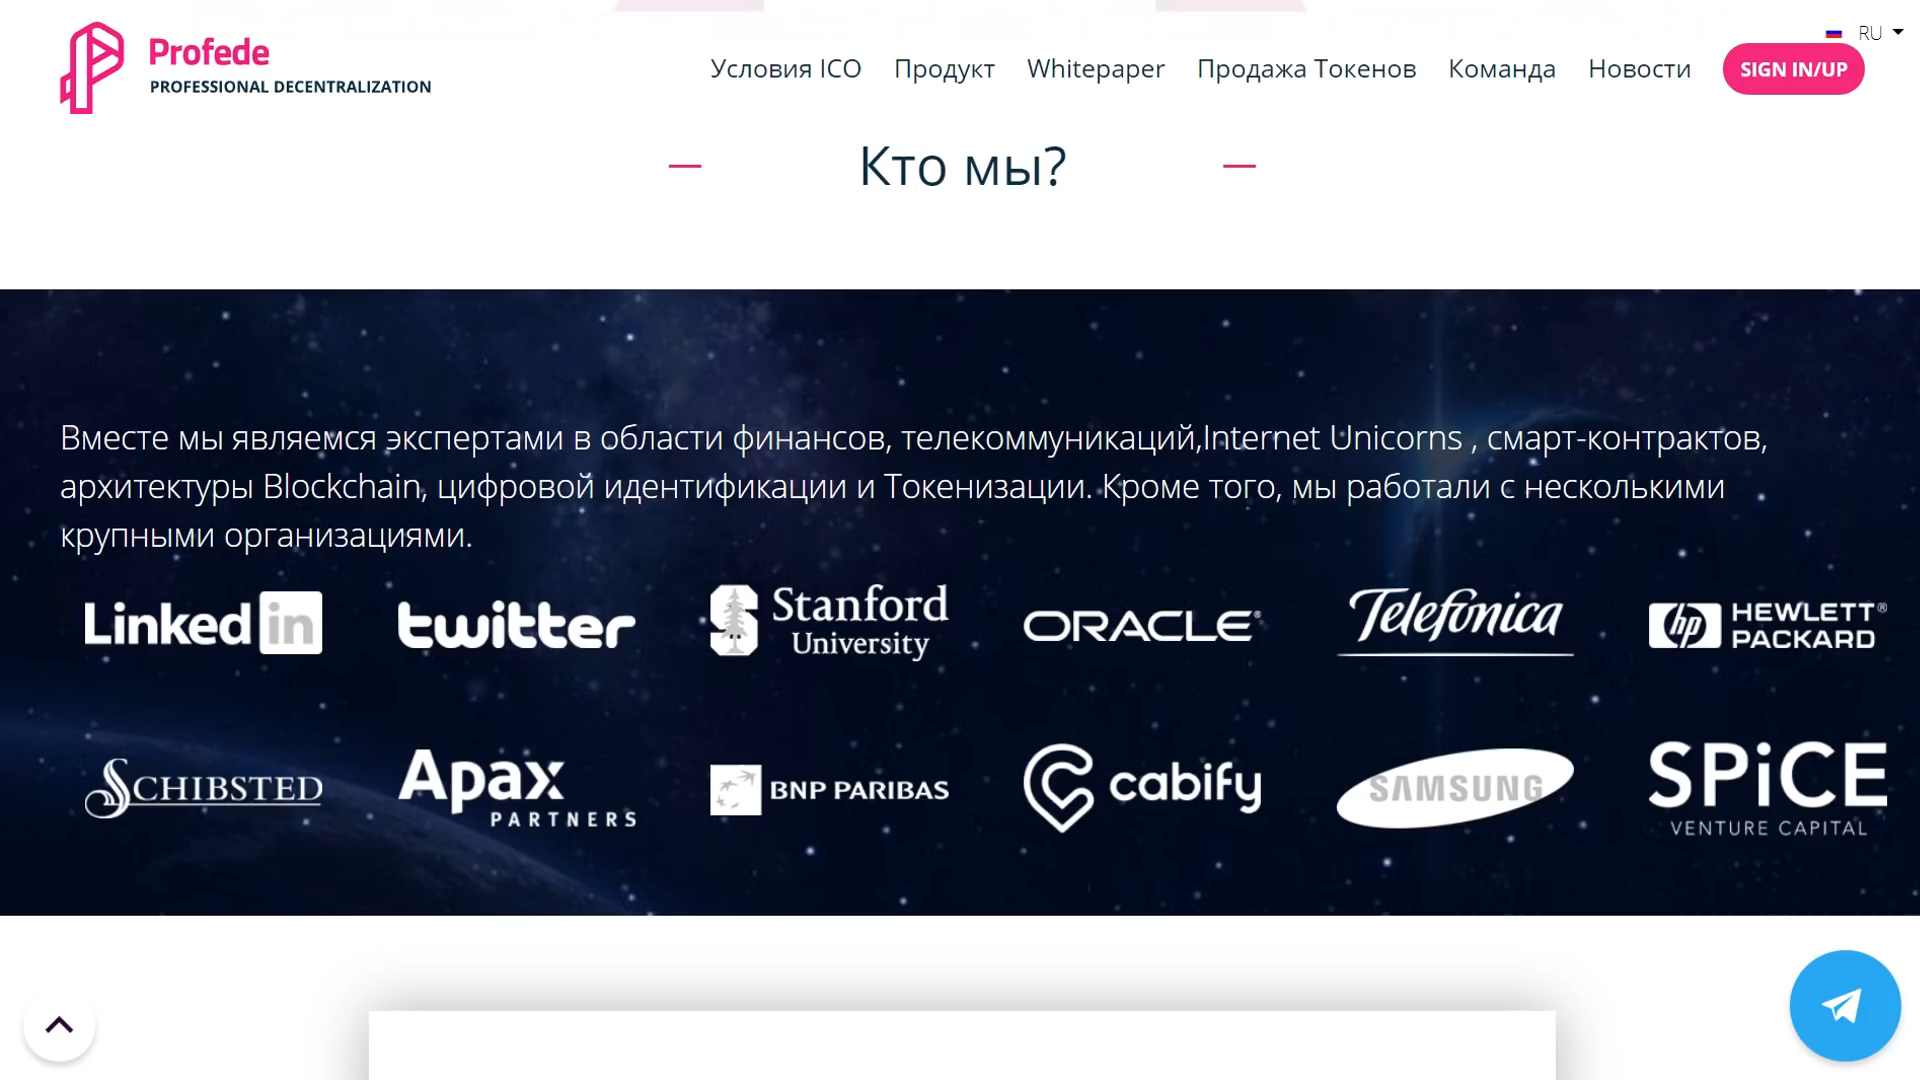 RU
Profede
PROFESSIONAL DECENTRALIZATION
Условия ICO Продукт Whitepaper Продажа Токенов Команда Новости SIGN IN/UP
Кто мы?
Вместе мы являемся экспертами в области финансов, телекоммуникаций,Internet Unicorns , смарт-контрактов,
архитектуры Blockchain, цифровой идентификации и Токенизации. Кроме того, мы работали с несколькими
крупными организациями.
Linkedin
twitter
Stanford
University
ORACLE®
Telefónica
hp HEWLETT®
PACKARD
SCHIBSTED
Apax
PARTNERS
BNP PARIBAS
cabify
SAMSUNG
SPiCE
VENTURE CAPITAL